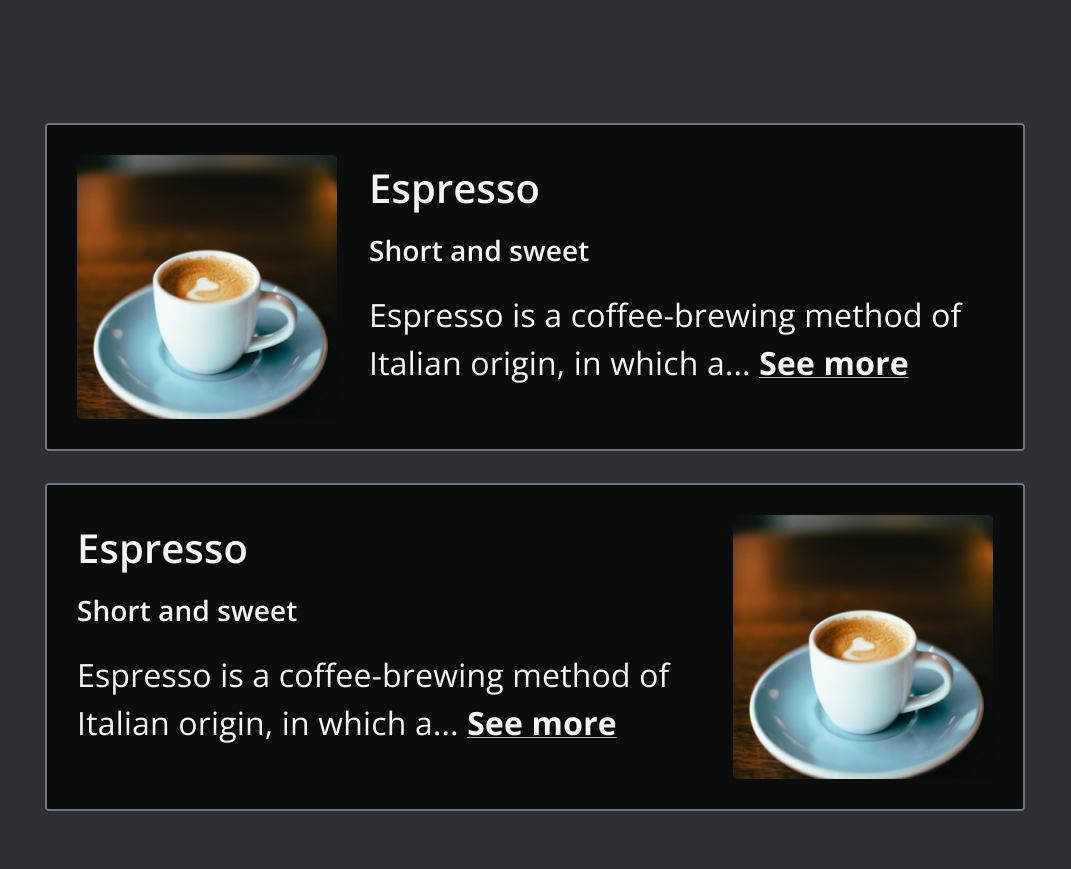 Espresso
Short and sweet
Espresso is a coffee-brewing method of
Italian origin, in which a... See more
Espresso
Short and sweet
Espresso is a coffee-brewing method of
Italian origin, in which a... See more